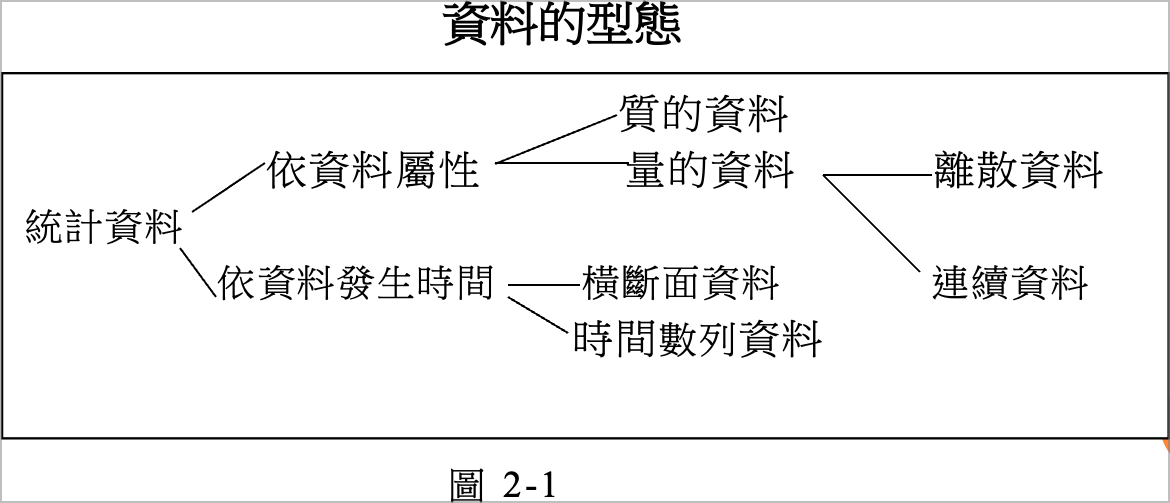 資料的型態
質的資料
依資料屬性 量的資料 離散資料
統計資料
依資料發生時間 橫斷面資料 連續資料
時間數列資料
圖 2-1